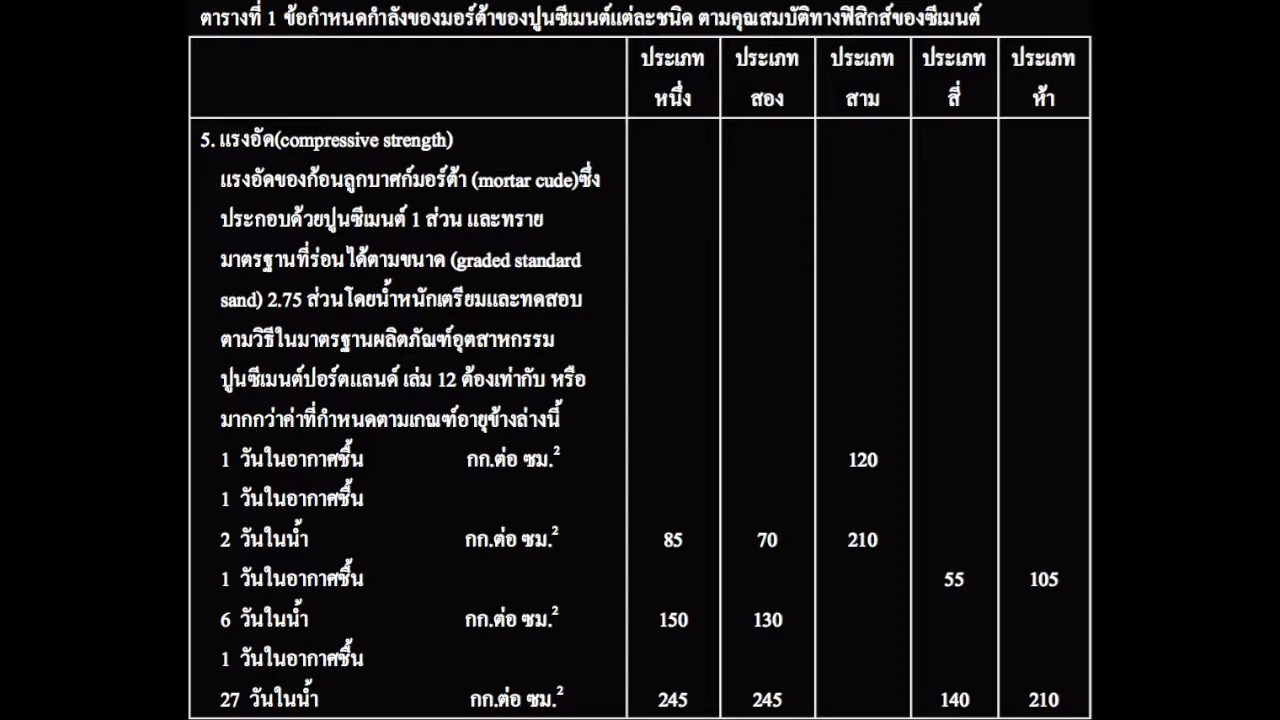 ตารางที่ 1 ข้อกำหนดกำลังของมอร์ต้าของปูนซีเมนต์แต่ละชนิด ตามคุณสมบัติทางฟิสิกส์ของซีเมนต์
ประเภท ประเภท ประเภท ประเภท ประเภท
หนึ่ง สอง สาม สี่ ห้า
5. แรงอัด(compressive strength)
แรงอัดของก้อนลูกบาศก์มอร์ต้า (mortar cude)ซึ่ง
ประกอบด้วยปูนซีเมนต์ 1 ส่วน และทราย
มาตรฐานที่ร่อนได้ตามขนาด (graded standard
sand) 2.75 ส่วนโดยน้ำหนักเตรียมและทดสอบ
ตามวิธีในมาตรฐานผลิตภัณฑ์อุตสาหกรรม
ปูนซีเมนต์ปอร์ตแลนด์ เล่ม 12 ต้องเท่ากับ หรือ
มากกว่าค่าที่กำหนดตามเกณฑ์อายุข้างล่างนี้
1 วันในอากาศชื้น กก.ต่อ ซม.² 120
1 วันในอากาศชื้น
2 วันในน้ำ กก.ต่อ ซม.² 85 70 210
1 วันในอากาศชื้น 55 105
6 วันในน้ำ กก.ต่อ ซม.² 150 130
1 วันในอากาศชื้น
27 วันในน้ำ กก.ต่อ ซม.² 245 245 140 210